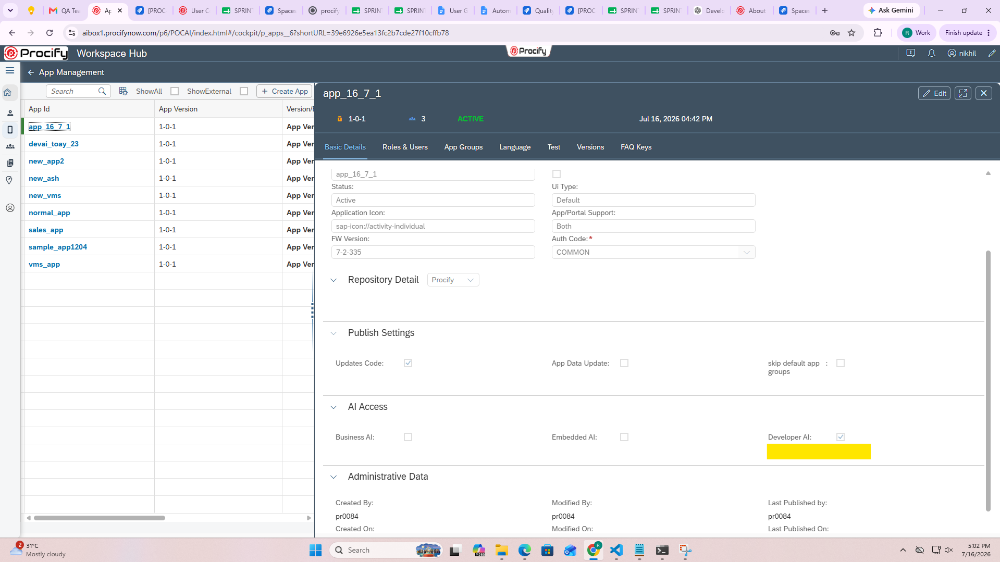 QA Tea
Ap
[PROC
User C
SPRIN
Spaces
procify
SPRIN
SPRIN
User G
Autom
Quality
[PROC
SPRIN
SPRIN
Develo
About
Spaces
Ask Gemini
aibox1.procifynow.com/p6/POCAI/index.html#/cockpit/p_apps__6?shortURL=39e6926e5ea13fc2b7cde27f10cffb78
R Work
Finish update
Procify Workspace Hub
Procify
nikhil
App Management
Search
ShowAll
ShowExternal
+ Create App
App Id
App Version
Version/
app_16_7_1 1-0-1 App Ver
devai_toay_23 1-0-1 App Ver
new_app2 1-0-1 App Ver
new_ash 1-0-1 App Ver
new_vms 1-0-1 App Ver
normal_app 1-0-1 App Ver
sales_app 1-0-1 App Ver
sample_app1204 1-0-1 App Ver
vms_app 1-0-1 App Ver
app_16_7_1
Edit
1-0-1
3
ACTIVE
Jul 16, 2026 04:42 PM
Basic Details
Roles & Users
App Groups
Language
Test
Versions
FAQ Keys
app_16_7_1
Status:
Active
Ui Type:
Default
Application Icon:
sap-icon://activity-individual
App/Portal Support:
Both
FW Version:
7-2-335
Auth Code:*
COMMON
Repository Detail
Procify
Publish Settings
Updates Code:
App Data Update:
skip default app :
groups
AI Access
Business AI:
Embedded AI:
Developer AI:
Administrative Data
Created By:
pr0084
Created On:
Modified By:
pr0084
Modified On:
Last Published by:
pr0084
Last Published On:
2
31°C
Mostly cloudy
Search
M365
R
5:02 PM
7/16/2026